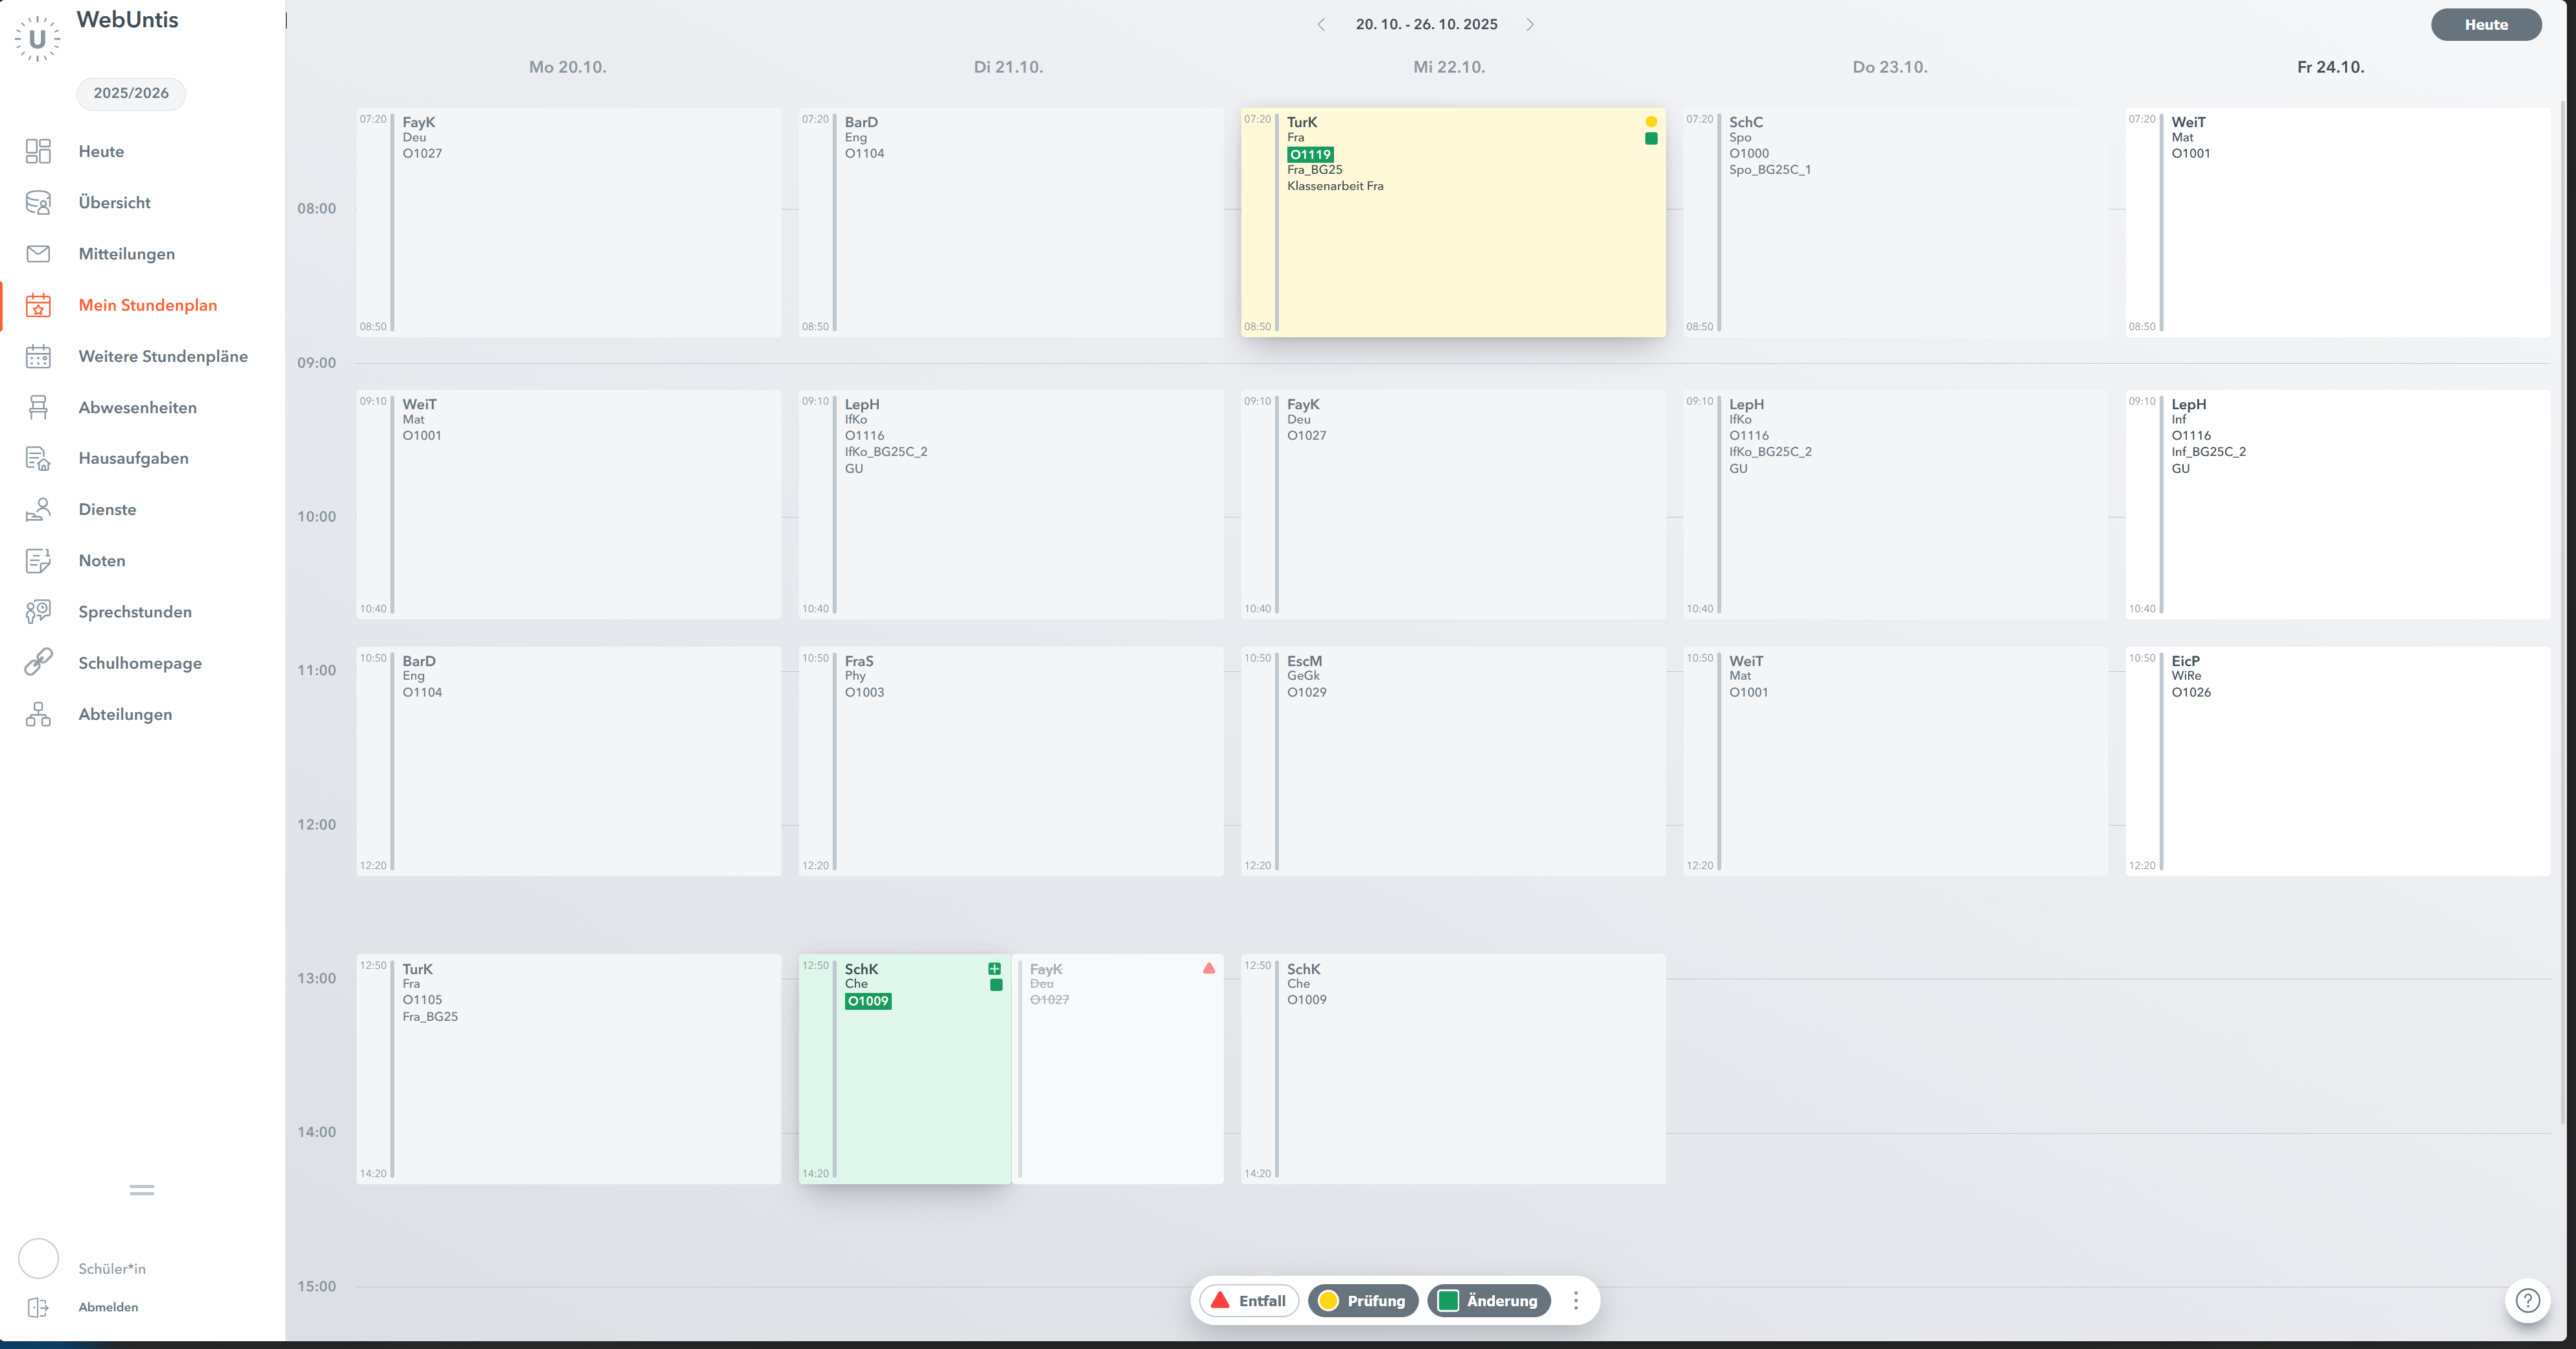 WebUntis
2025/2026
Heute
Übersicht
Mitteilungen
Mein Stundenplan
Weitere Stundenpläne
Abwesenheiten
Hausaufgaben
Dienste
Noten
Sprechstunden
Schulhomepage
Abteilungen
Schüler*in
Abmelden
20. 10. - 26. 10. 2025
Heute
Mo 20.10.
Di 21.10.
Mi 22.10.
Do 23.10.
Fr 24.10.
08:00
09:00
10:00
11:00
12:00
13:00
14:00
15:00
07:20
FayK
Deu
O1027
08:50
07:20
BarD
Eng
O1104
08:50
07:20
TurK
Fra
O1119
Fra_BG25
Klassenarbeit Fra
08:50
07:20
SchC
Spo
O1000
Spo_BG25C_1
08:50
07:20
WeiT
Mat
O1001
08:50
09:10
WeiT
Mat
O1001
10:40
09:10
LepH
IfKo
O1116
IfKo_BG25C_2
GU
10:40
09:10
FayK
Deu
O1027
10:40
09:10
LepH
IfKo
O1116
IfKo_BG25C_2
GU
10:40
09:10
LepH
Inf
O1116
Inf_BG25C_2
GU
10:40
10:50
BarD
Eng
O1104
12:20
10:50
FraS
Phy
O1003
12:20
10:50
EscM
GeGk
O1029
12:20
10:50
WeiT
Mat
O1001
12:20
10:50
EicP
WiRe
O1026
12:20
12:50
TurK
Fra
O1105
Fra_BG25
14:20
12:50
SchK
Che
O1009
14:20
FayK
Deu
O1027
12:50
SchK
Che
O1009
14:20
Entfall
Prüfung
Änderung